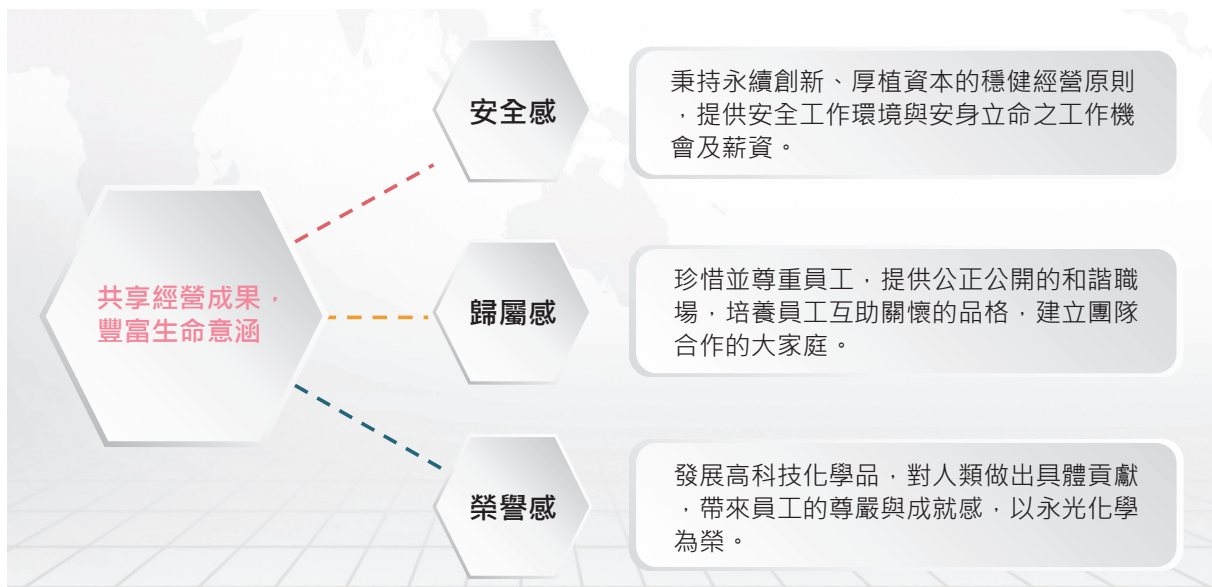 共享經營成果，
豐富生命意涵
安全感
秉持永續創新、厚植資本的穩健經營原則
，提供安全工作環境與安身立命之工作機
會及薪資。
歸屬感
珍惜並尊重員工，提供公正公開的和諧職
場，培養員工互助關懷的品格，建立團隊
合作的大家庭。
榮譽感
發展高科技化學品，對人類做出具體貢獻
，帶來員工的尊嚴與成就感，以永光化學
為榮。